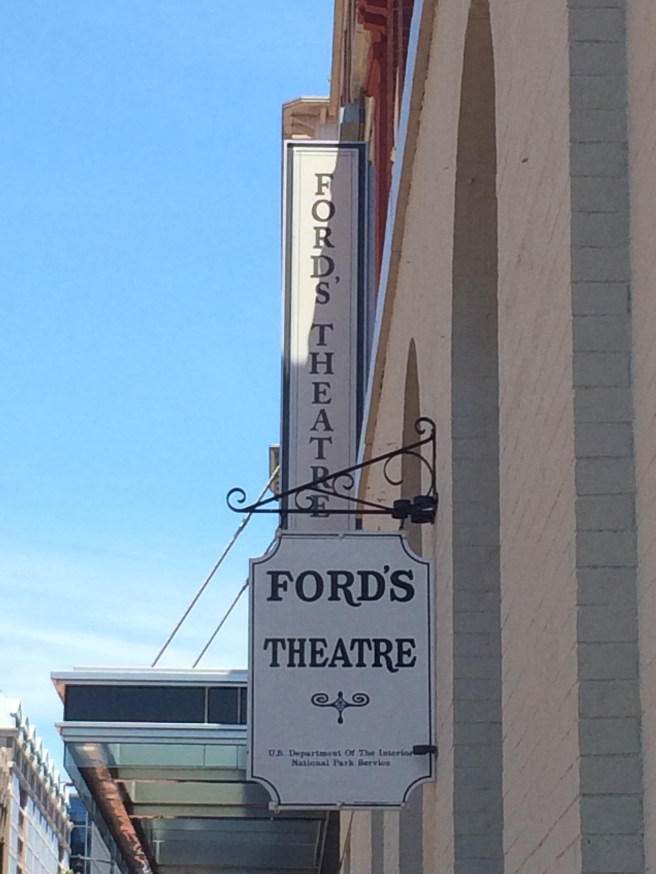 FORD'S THEATRE
FORD'S
THEATRE
U.S. Department Of The Interior
National Park Service